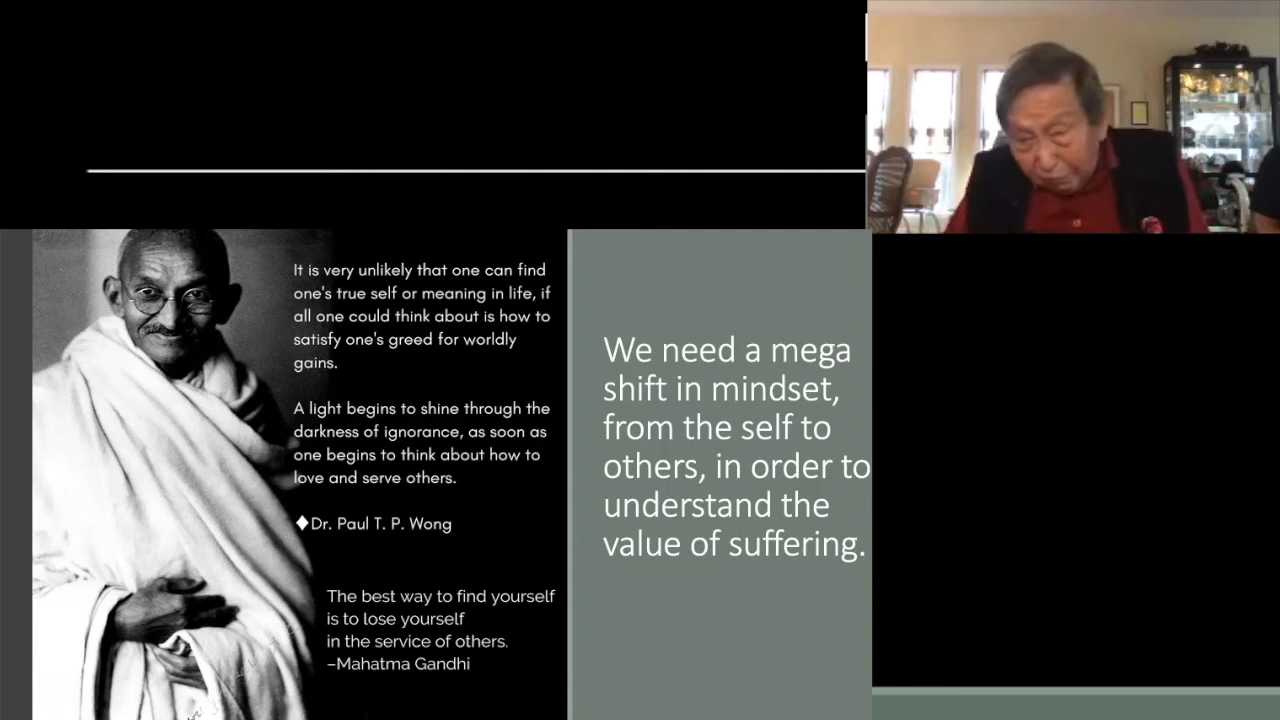 It is very unlikely that one can find
one's true self or meaning in life, if
all one could think about is how to
satisfy one's greed for worldly
gains.
A light begins to shine through the
darkness of ignorance, as soon as
one begins to think about how to
love and serve others.
♦Dr. Paul T. P. Wong
The best way to find yourself
is to lose yourself
in the service of others.
–Mahatma Gandhi
We need a mega
shift in mindset,
from the self to
others, in order to
understand the
value of suffering.